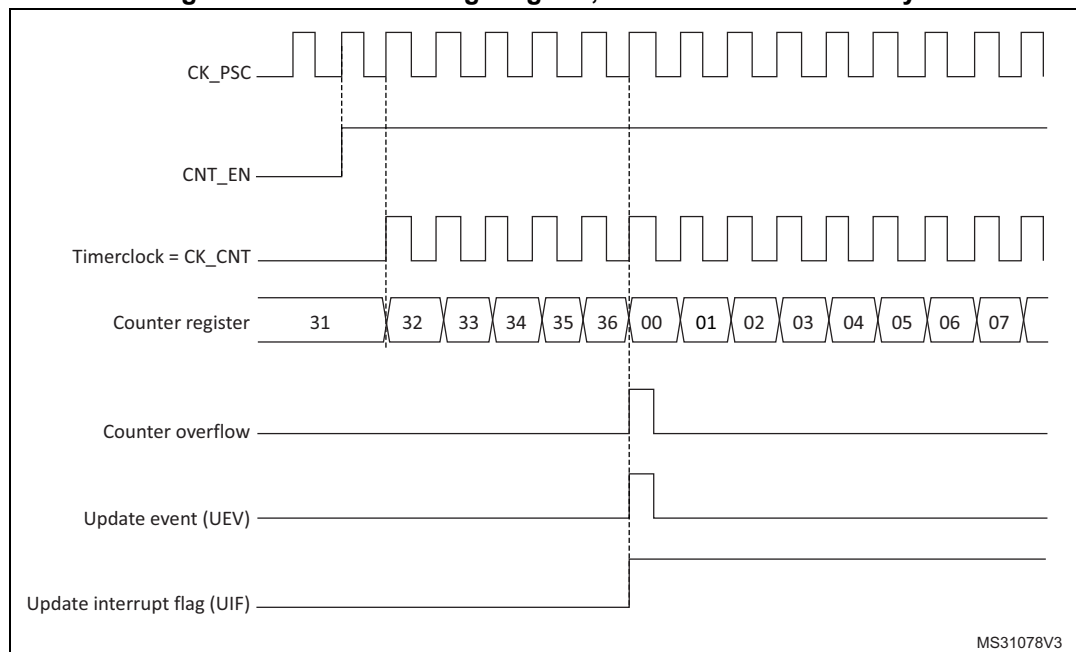 CK_PSC
CNT_EN
Timerclock = CK_CNT
Counter register 31 32 33 34 35 36 00 01 02 03 04 05 06 07
Counter overflow
Update event (UEV)
Update interrupt flag (UIF)
MS31078V3